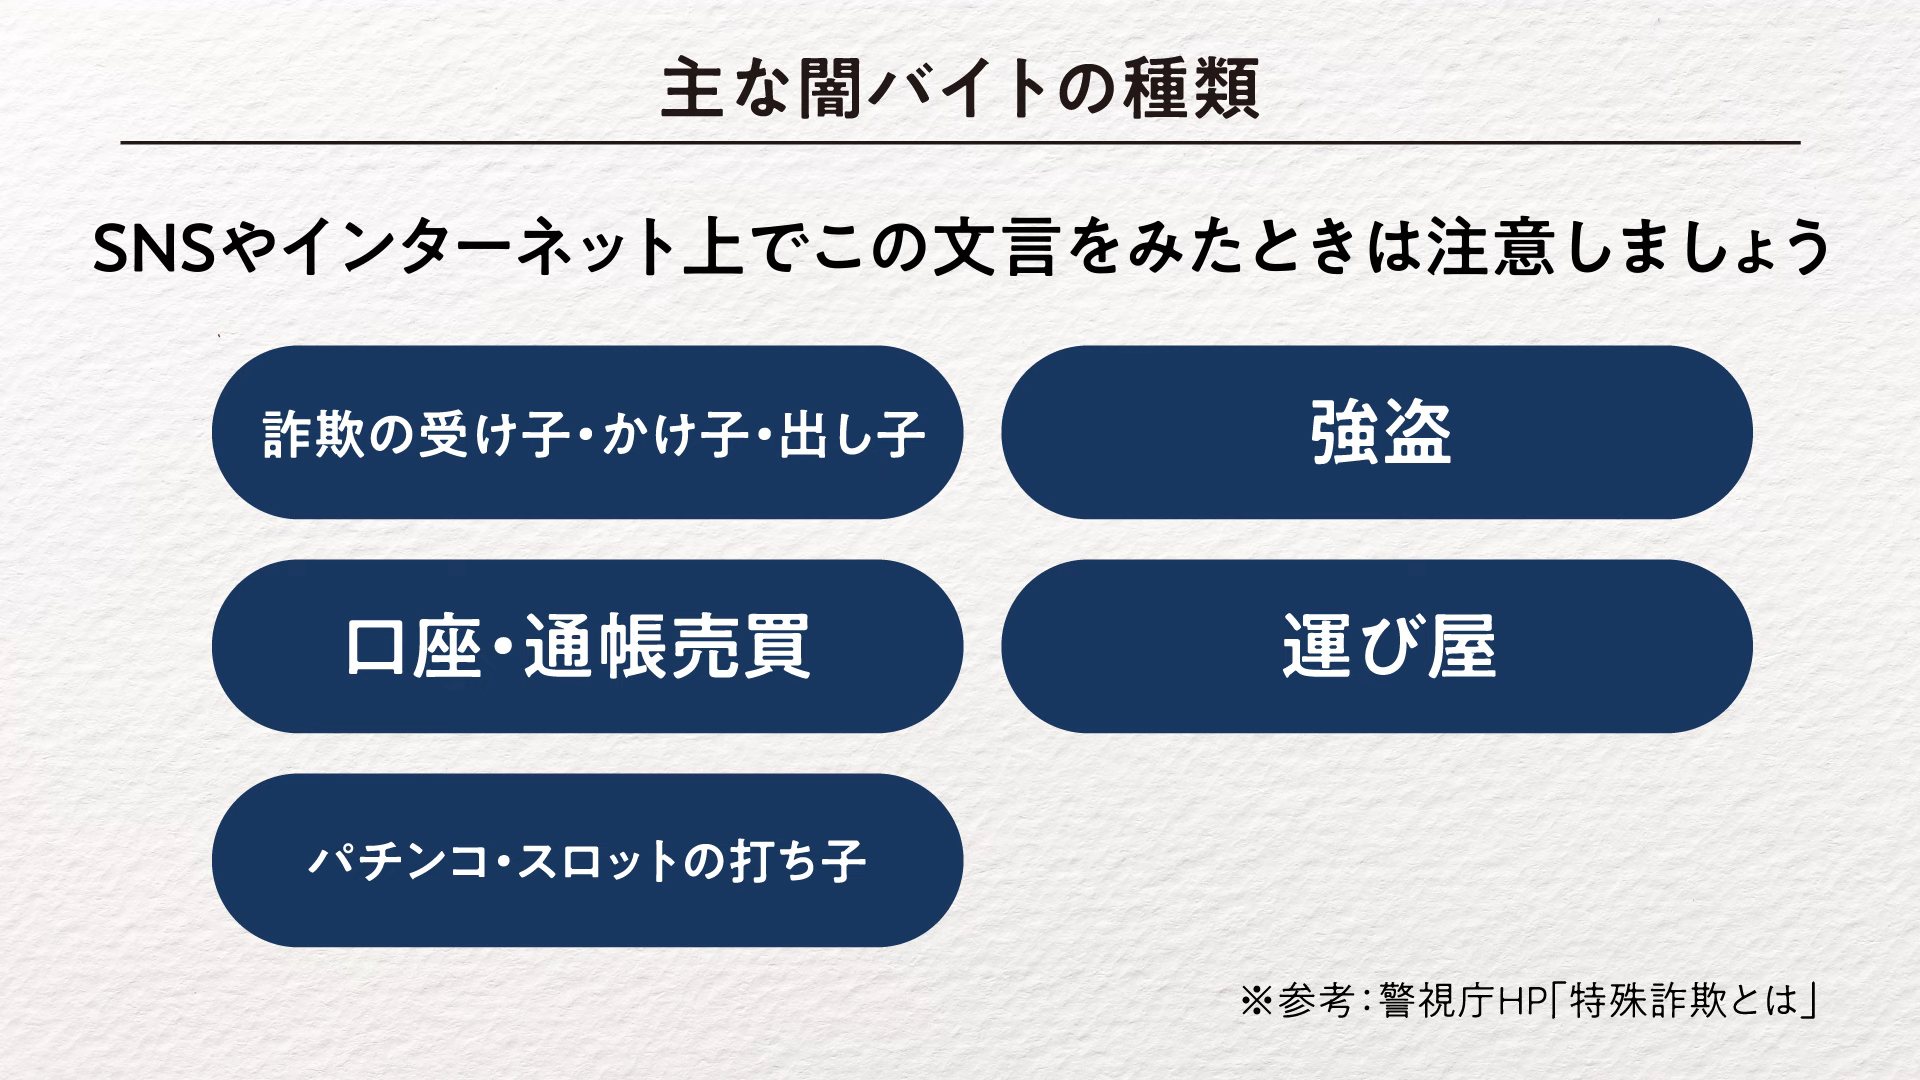 主な闇バイトの種類
SNSやインターネット上でこの文言をみたときは注意しましょう
詐欺の受け子・かけ子・出し子
強盗
口座・通帳売買
運び屋
パチンコ・スロットの打ち子
※参考：警視庁HP「特殊詐欺とは」